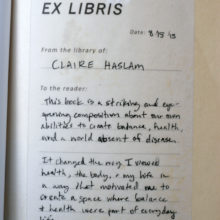 EX LIBRIS
Date: 8·15·13
From the library of:
CLAIRE HASLAM
To the reader:
This book is a striking and eye-
opening composition about our own
abilities to create balance, health
and a world absent of disease.
It changed the way I viewed
health, the body, & my life in
a way that motivated me to
create a space where balance
& health were part of everyday
life.